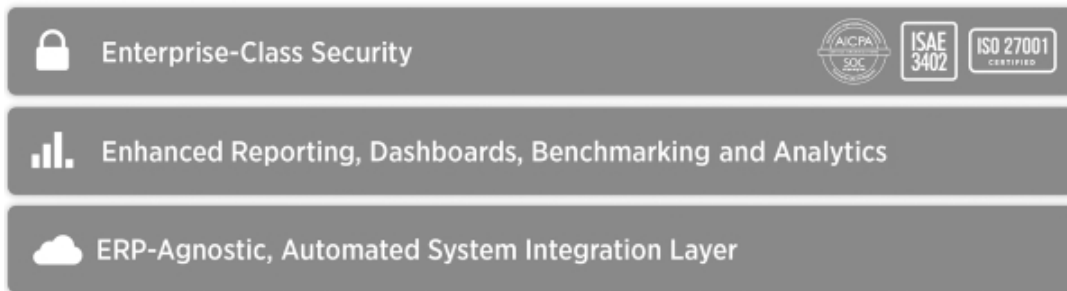 Enterprise-Class Security
AICPA
SOC
ISAE
3402
ISO 27001
CERTIFIED
Enhanced Reporting, Dashboards, Benchmarking and Analytics
ERP-Agnostic, Automated System Integration Layer